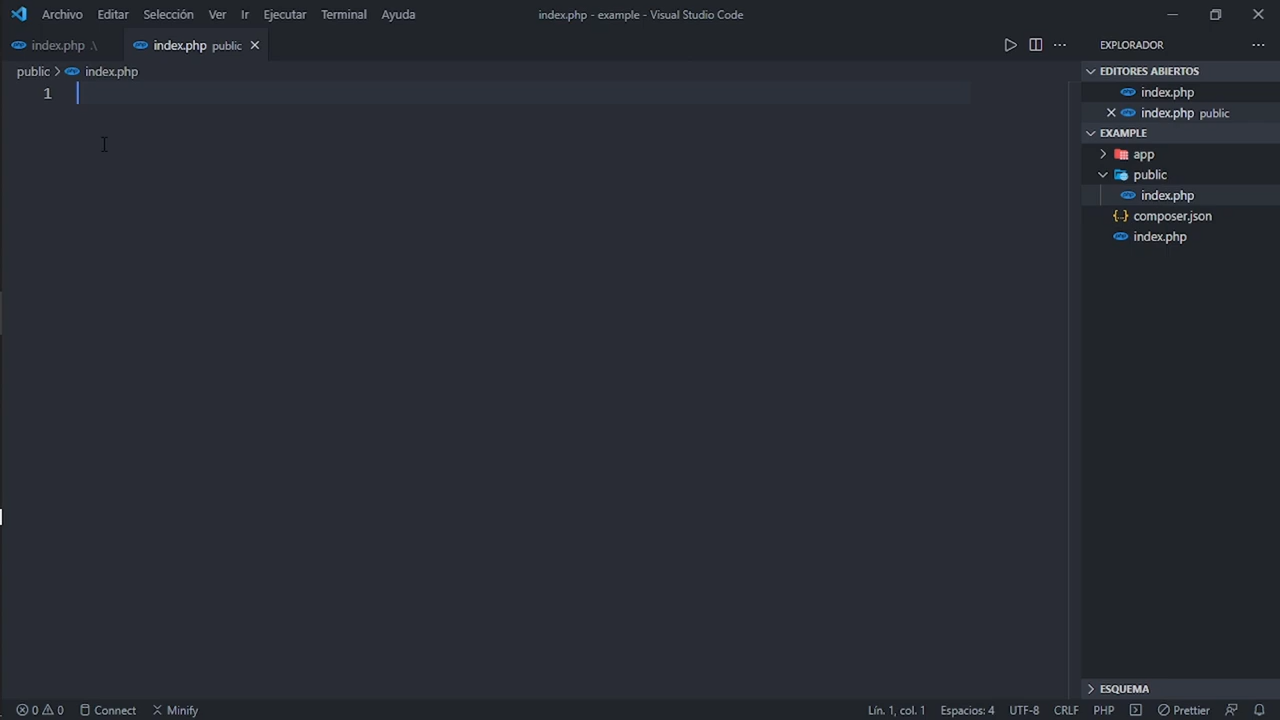 Archivo Editar Selección Ver Ir Ejecutar Terminal Ayuda index.php - example - Visual Studio Code
index.php .\ index.php public
public index.php
1
EXPLORADOR
EDITORES ABIERTOS
index.php
index.php public
EXAMPLE
app
public
index.php
composer.json
index.php
ESQUEMA
0 0 Connect Minify Lín. 1, col. 1 Espacios: 4 UTF-8 CRLF PHP Prettier